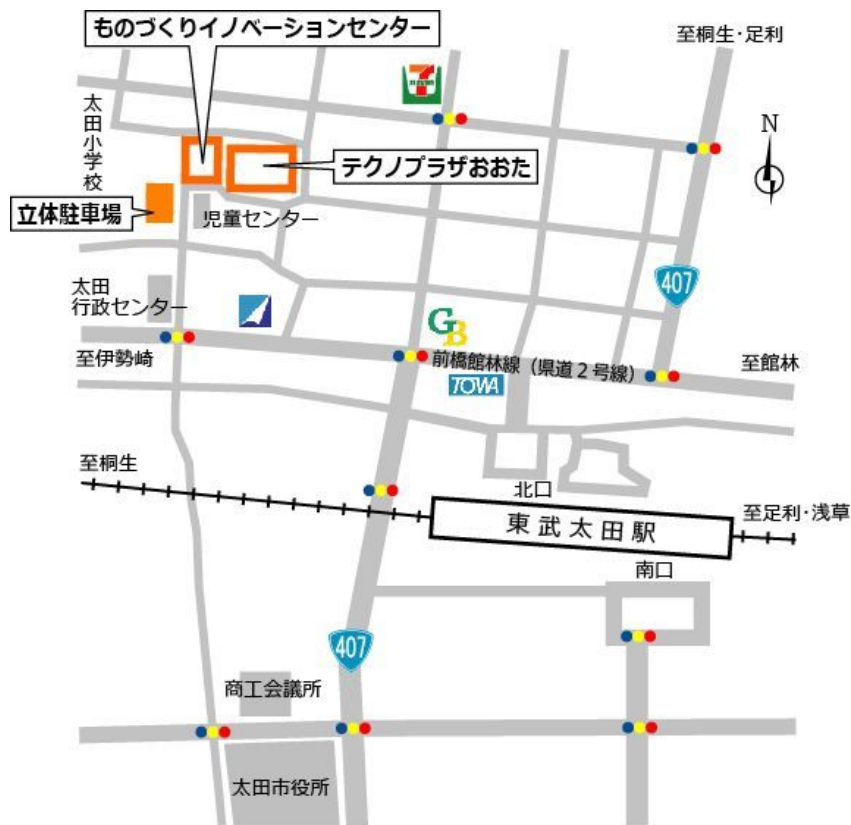 ものづくりイノベーションセンター
至桐生・足利
太田小学校
N
テクノプラザおおた
立体駐車場
児童センター
407
太田
行政センター
GB
至伊勢崎
前橋館林線（県道２号線）
至館林
TOWA
至桐生
北口
東武太田駅
至足利・浅草
南口
407
商工会議所
太田市役所